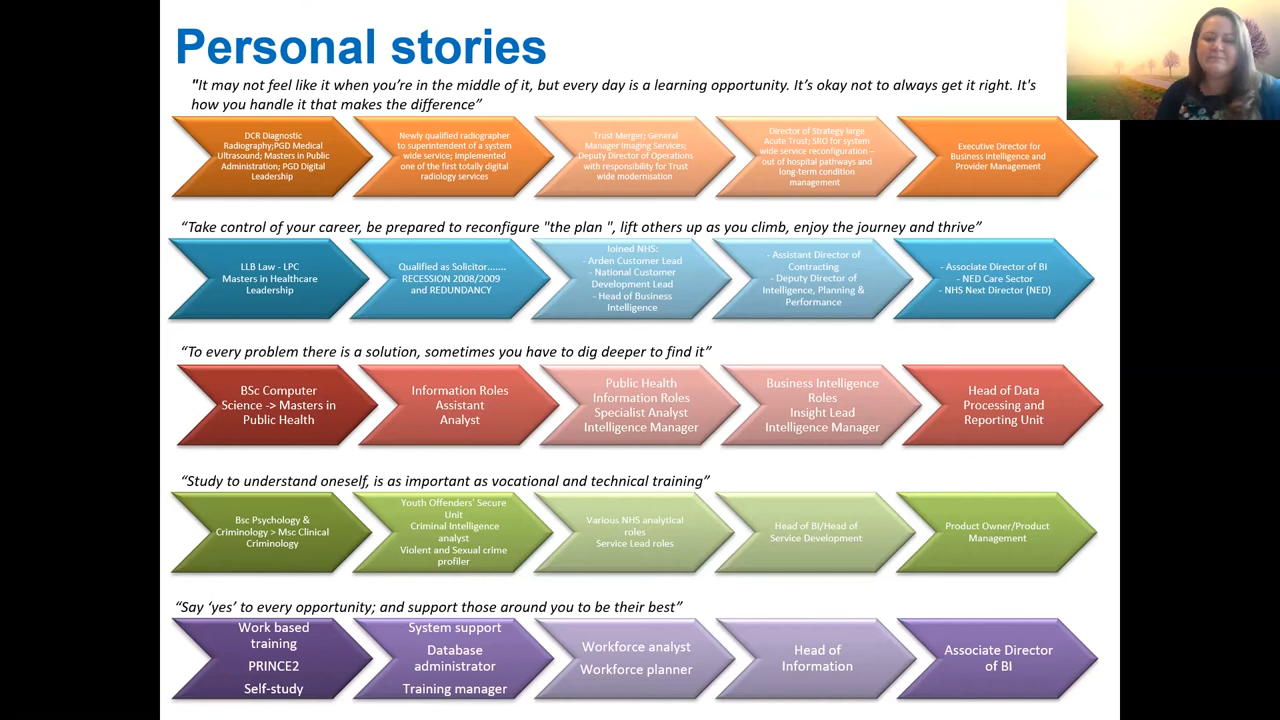 Personal stories
"It may not feel like it when you're in the middle of it, but every day is a learning opportunity. It's okay not to always get it right. It's
how you handle it that makes the difference"
DCR Diagnostic
Radiography;PGD Medical
Ultrasound; Masters in Public
Administration; PGD Digital
Leadership
Newly qualified radiographer
to superintendent of a system
wide service; Implemented
one of the first totally digital
radiology services
Trust Merger; General
Manager Imaging Services;
Deputy Director of Operations
with responsibility for Trust
wide modernisation
Director of Strategy large
Acute Trust; SRO for system
wide service reconfiguration –
out of hospital pathways and
long-term condition
management
Executive Director for
Business Intelligence and
Provider Management
"Take control of your career, be prepared to reconfigure "the plan ", lift others up as you climb, enjoy the journey and thrive"
LLB Law - LPC
Masters in Healthcare
Leadership
Qualified as Solicitor.......
RECESSION 2008/2009
and REDUNDANCY
Joined NHS:
- Arden Customer Lead
- National Customer
Development Lead
- Head of Business
Intelligence
- Assistant Director of
Contracting
- Deputy Director of
Intelligence, Planning &
Performance
- Associate Director of BI
- NED Care Sector
- NHS Next Director (NED)
"To every problem there is a solution, sometimes you have to dig deeper to find it"
BSc Computer
Science -> Masters in
Public Health
Information Roles
Assistant
Analyst
Public Health
Information Roles
Specialist Analyst
Intelligence Manager
Business Intelligence
Roles
Insight Lead
Intelligence Manager
Head of Data
Processing and
Reporting Unit
"Study to understand oneself, is as important as vocational and technical training"
Bsc Psychology &
Criminology > Msc Clinical
Criminology
Youth Offenders' Secure
Unit
Criminal Intelligence
analyst
Violent and Sexual crime
profiler
Various NHS analytical
roles
Service Lead roles
Head of BI/Head of
Service Development
Product Owner/Product
Management
"Say 'yes' to every opportunity; and support those around you to be their best"
Work based
training
PRINCE2
Self-study
System support
Database
administrator
Training manager
Workforce analyst
Workforce planner
Head of
Information
Associate Director
of BI